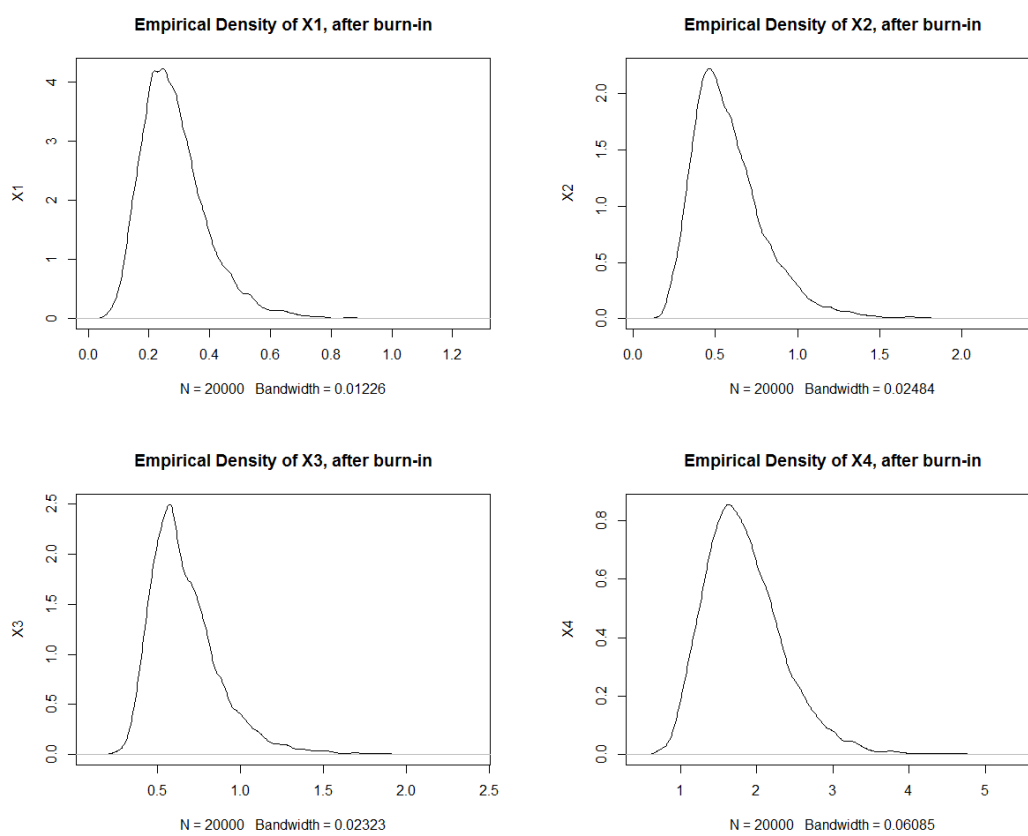 Empirical Density of X1, after burn-in
X1
0 1 2 3 4
0.0 0.2 0.4 0.6 0.8 1.0 1.2
N = 20000 Bandwidth = 0.01226
Empirical Density of X2, after burn-in
X2
0.0 0.5 1.0 1.5 2.0
0.0 0.5 1.0 1.5 2.0
N = 20000 Bandwidth = 0.02484
Empirical Density of X3, after burn-in
X3
0.0 0.5 1.0 1.5 2.0 2.5
0.5 1.0 1.5 2.0 2.5
N = 20000 Bandwidth = 0.02323
Empirical Density of X4, after burn-in
X4
0.0 0.2 0.4 0.6 0.8
1 2 3 4 5
N = 20000 Bandwidth = 0.06085